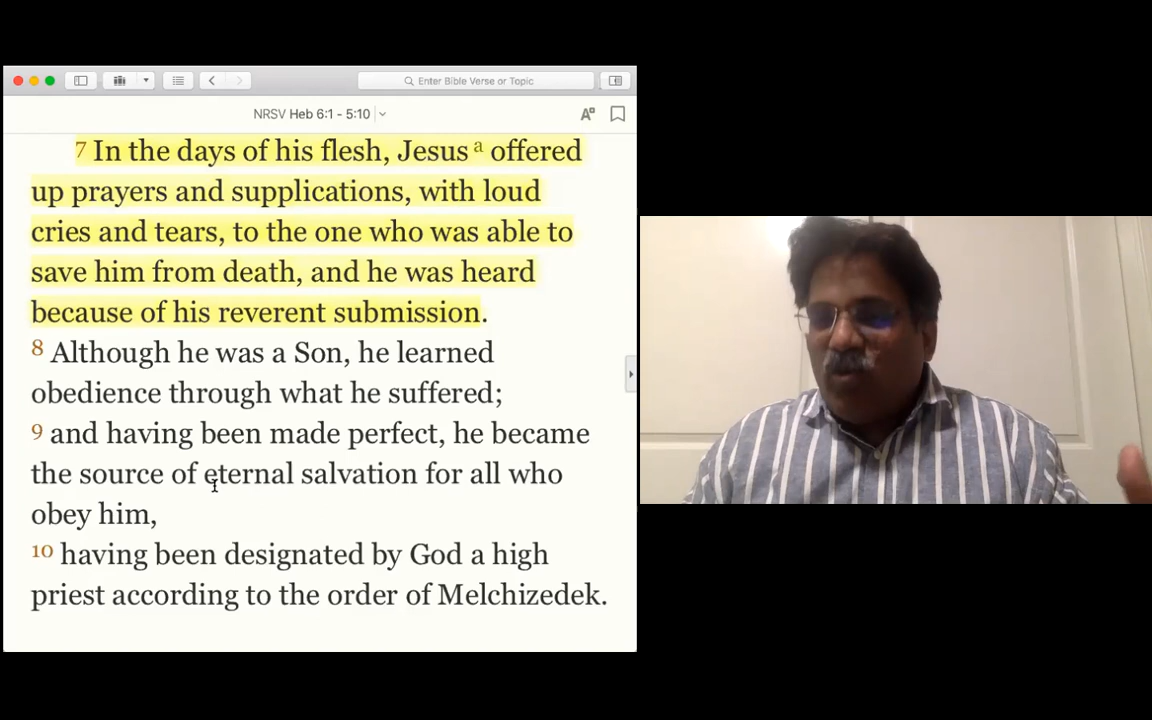 Enter Bible Verse or Topic
NRSV Heb 6:1 - 5:10
7 In the days of his flesh, Jesus a offered
up prayers and supplications, with loud
cries and tears, to the one who was able to
save him from death, and he was heard
because of his reverent submission.
8 Although he was a Son, he learned
obedience through what he suffered;
9 and having been made perfect, he became
the source of eternal salvation for all who
obey him,
10 having been designated by God a high
priest according to the order of Melchizedek.